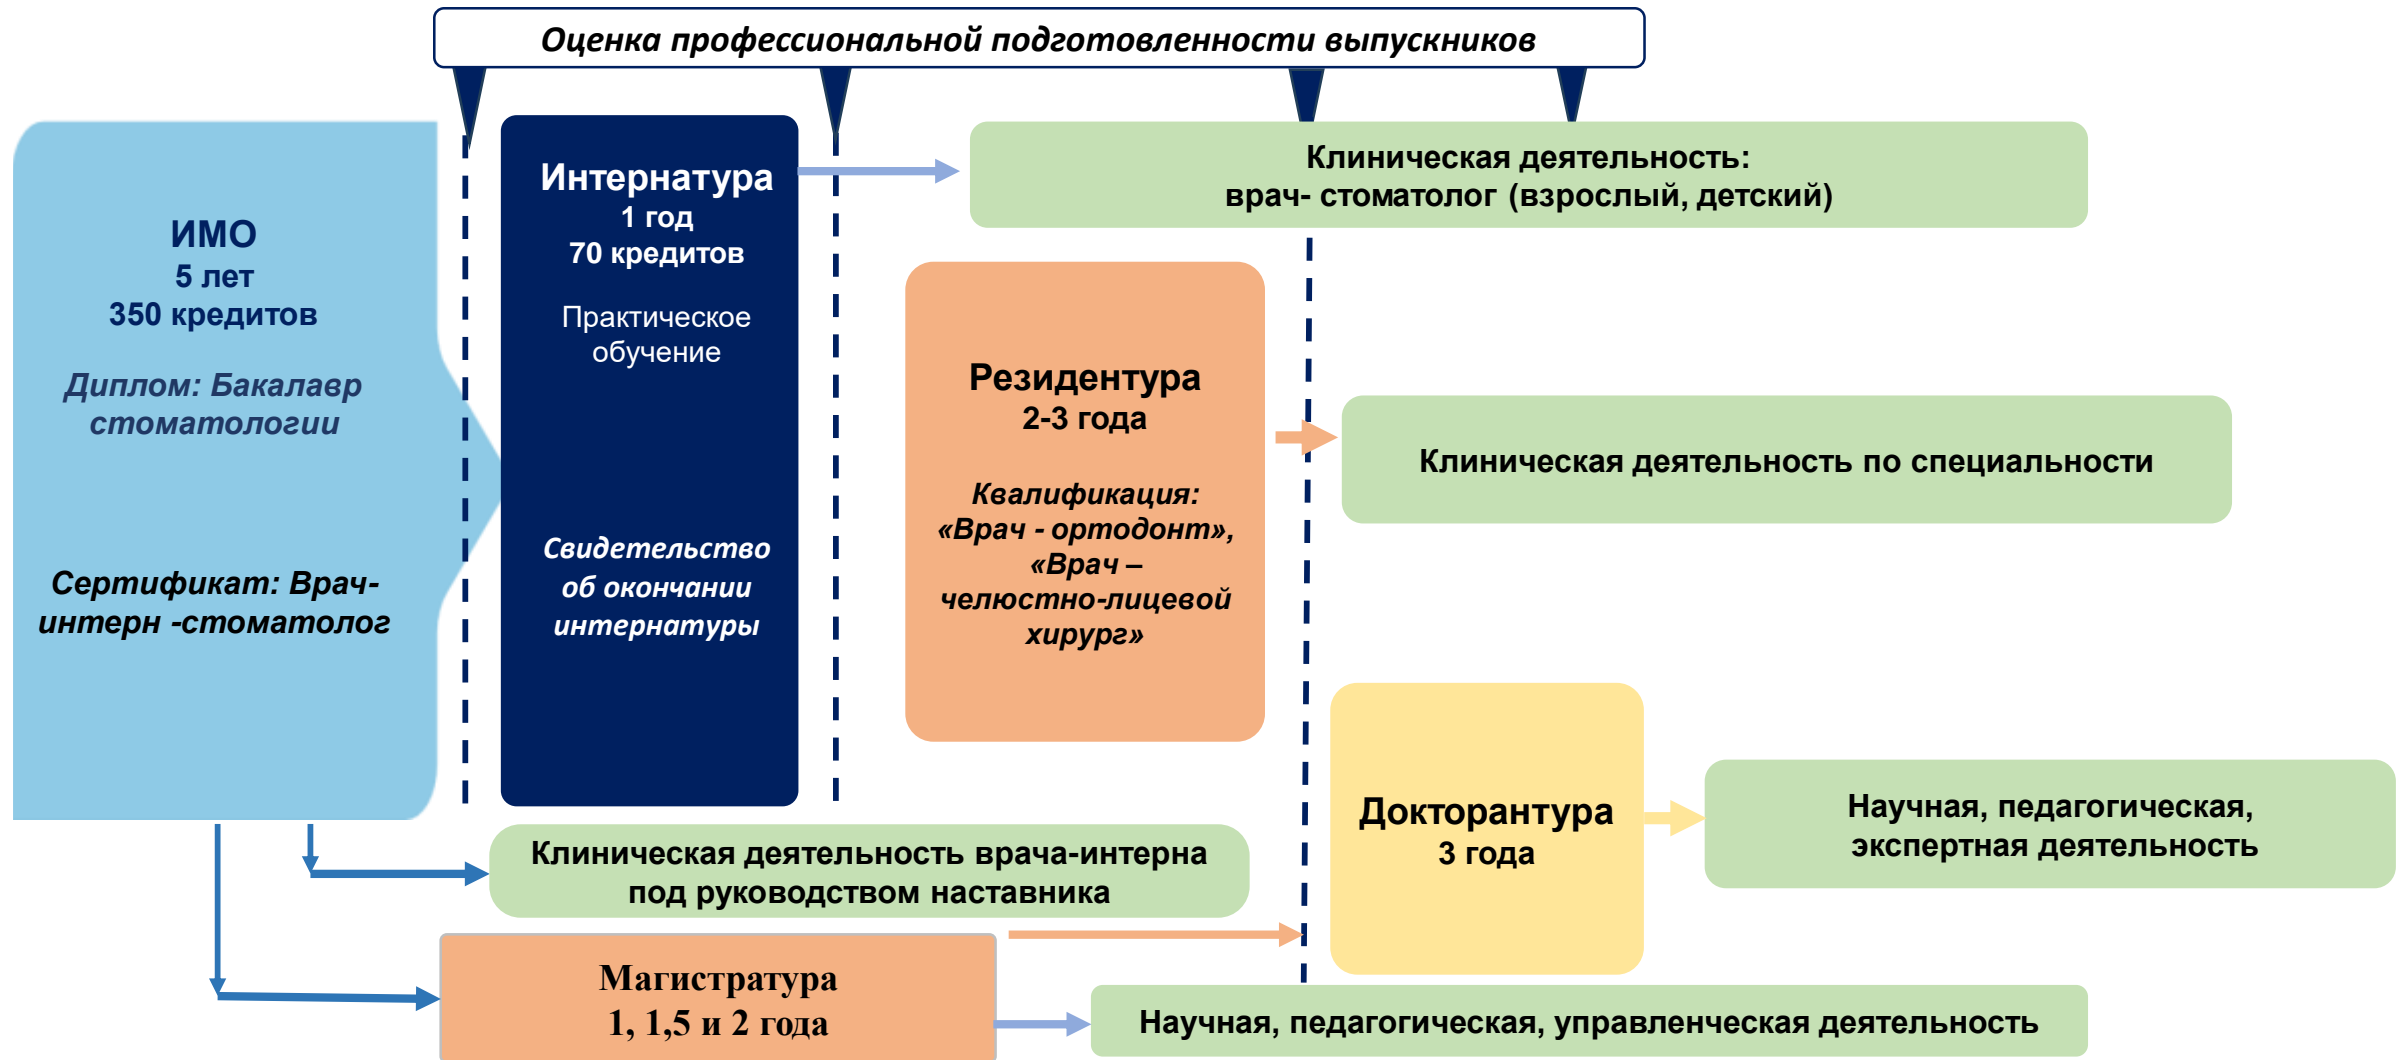 Оценка профессиональной подготовленности выпускников
ИМО
5 лет
350 кредитов
Диплом: Бакалавр
стоматологии
Сертификат: Врач-
интерн -стоматолог
Интернатура
1 год
70 кредитов
Практическое
обучение
Свидетельство
об окончании
интернатуры
Клиническая деятельность:
врач- стоматолог (взрослый, детский)
Резидентура
2-3 года
Квалификация:
«Врач - ортодонт»,
«Врач –
челюстно-лицевой
хирург»
Клиническая деятельность по специальности
Докторантура
3 года
Научная, педагогическая,
экспертная деятельность
Клиническая деятельность врача-интерна
под руководством наставника
Магистратура
1, 1,5 и 2 года
Научная, педагогическая, управленческая деятельность